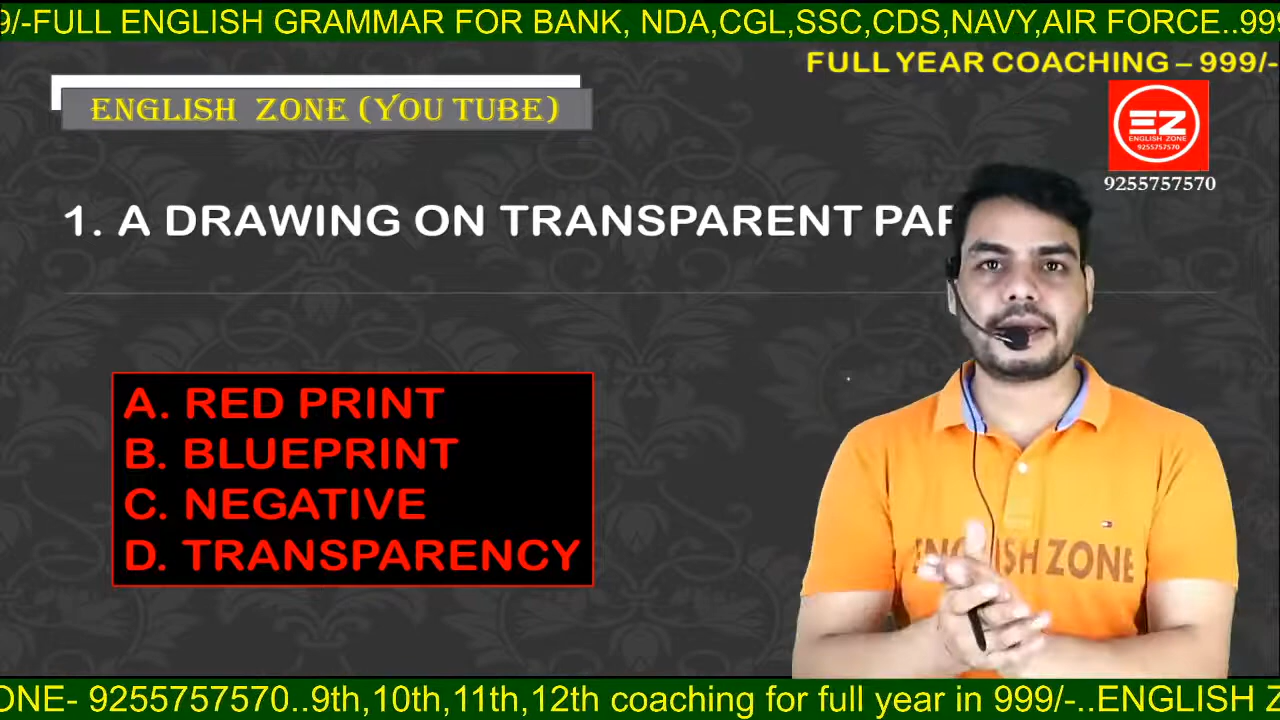 9/-FULL ENGLISH GRAMMAR FOR BANK, NDA,CGL,SSC,CDS,NAVY,AIR FORCE..999
FULL YEAR COACHING – 999/-
ENGLISH ZONE (YOU TUBE)
EZ
ENGLISH ZONE
9255757570
9255757570
1. A DRAWING ON TRANSPARENT
A. RED PRINT
B. BLUEPRINT
C. NEGATIVE
D. TRANSPARENCY
ENGLISH ZONE
ONE- 9255757570..9th,10th,11th,12th coaching for full year in 999/-..ENGLISH Z